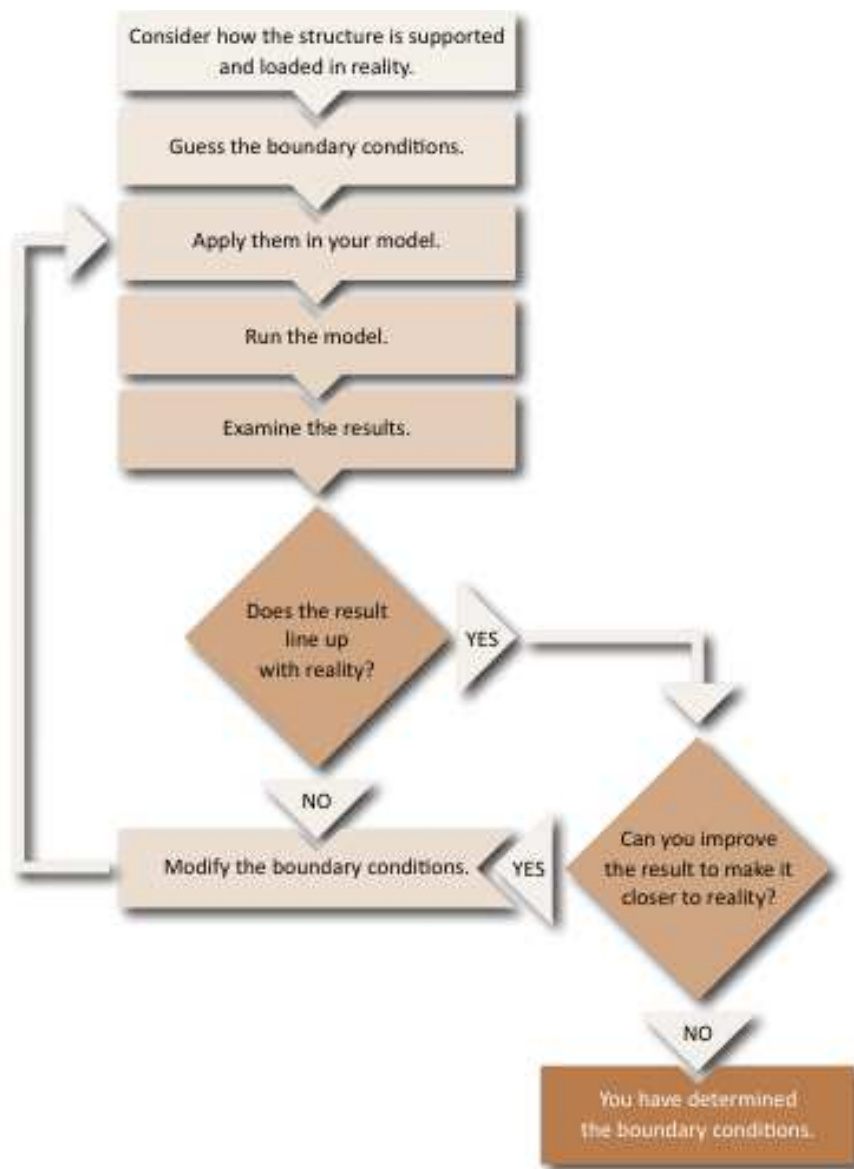 Consider how the structure is supported
and loaded in reality.
Guess the boundary conditions.
Apply them in your model.
Run the model.
Examine the results.
Does the result
line up
with reality?
YES
NO
Modify the boundary conditions.
YES
Can you improve
the result to make it
closer to reality?
NO
You have determined
the boundary conditions.